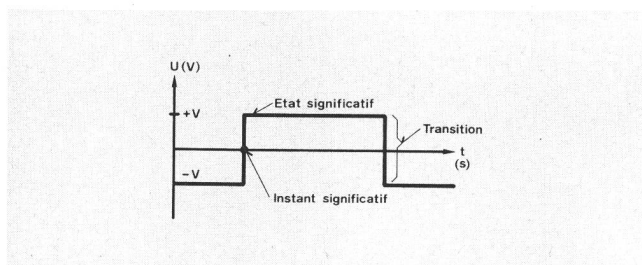 U (V)
+V
Etat significatif
Transition
t
(s)
−V
Instant significatif